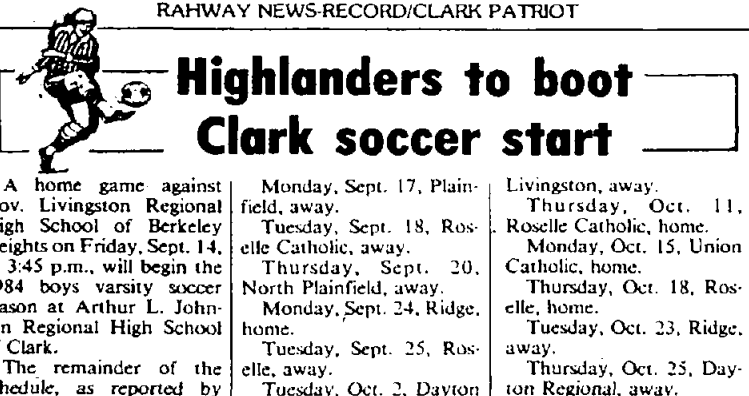 RAHWAY NEWS-RECORD/CLARK PATRIOT
Highlanders to boot
Clark soccer start
A home game against
ov. Livingston Regional
igh School of Berkeley
eights on Friday, Sept. 14,
3:45 p.m., will begin the
984 boys varsity soccer
ason at Arthur L. John-
n Regional High School
Clark.
The remainder of the
hedule, as reported by
Monday, Sept. 17, Plain-
field, away.
Tuesday, Sept. 18, Ros-
elle Catholic, away.
Thursday, Sept. 20,
North Plainfield, away.
Monday, Sept. 24, Ridge,
home.
Tuesday, Sept. 25, Ros-
elle, away.
Tuesday, Oct. 2, Dayton
Livingston, away.
Thursday, Oct. 11,
Roselle Catholic, home.
Monday, Oct. 15, Union
Catholic, home.
Thursday, Oct. 18, Ros-
elle, home.
Tuesday, Oct. 23, Ridge,
away.
Thursday, Oct. 25, Day-
ton Regional, away.